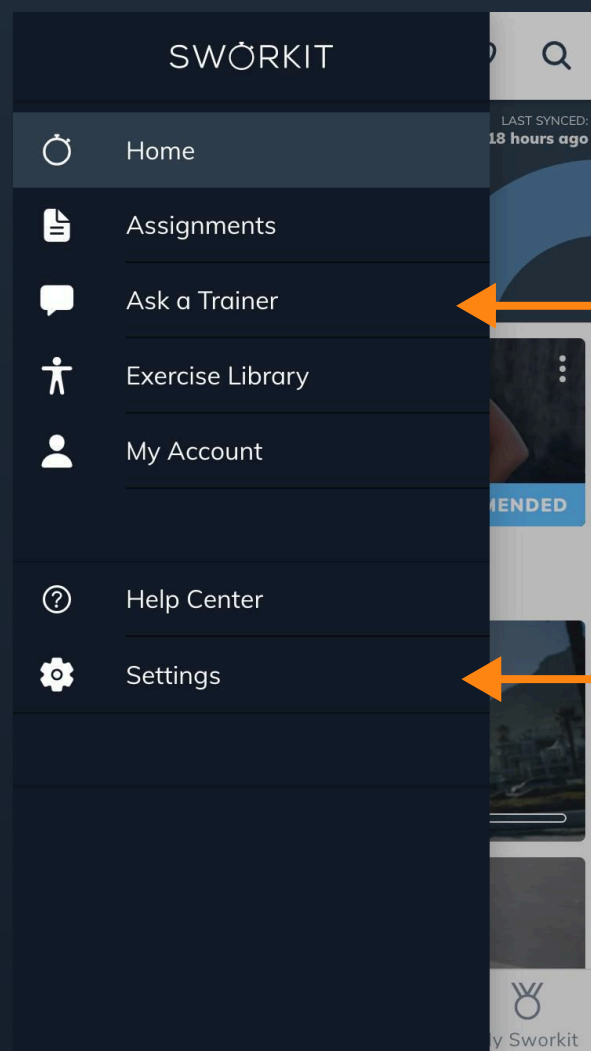 SWORKIT
LAST SYNCED:
18 hours ago
Home
Assignments
Ask a Trainer
Exercise Library
My Account
MENDED
Help Center
Settings
y Sworkit